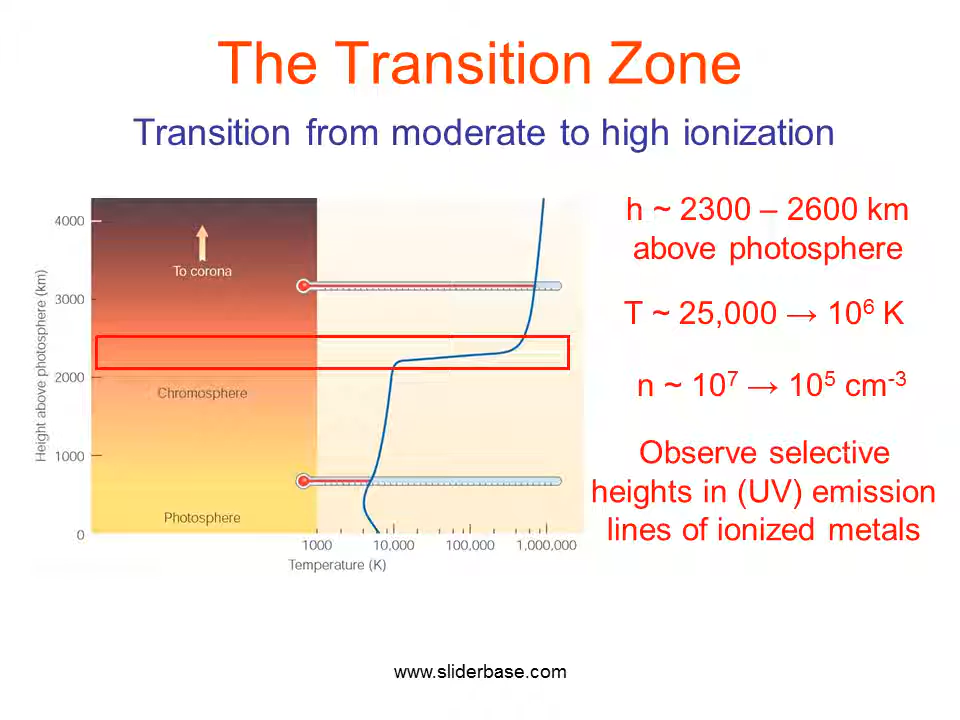 The Transition Zone
Transition from moderate to high ionization
Height above photosphere (km)
4000
3000
2000
1000
0
To corona
Chromosphere
Photosphere
1000 10,000 100,000 1,000,000
Temperature (K)
h ~ 2300 – 2600 km
above photosphere
T ~ 25,000 → 10⁶ K
n ~ 10⁷ → 10⁵ cm⁻³
Observe selective
heights in (UV) emission
lines of ionized metals
www.sliderbase.com